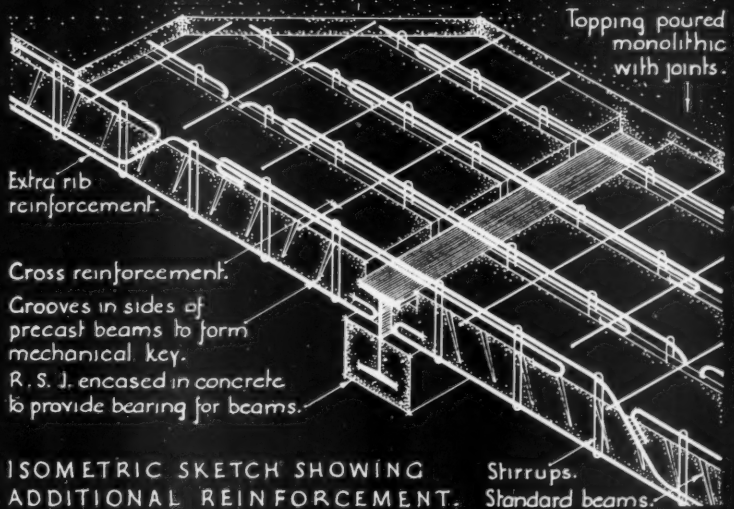 Topping poured
monolithic
with joints.
Extra rib
reinforcement.
Cross reinforcement.
Grooves in sides of
precast beams to form
mechanical key.
R.S.J. encased in concrete
to provide bearing for beams.
ISOMETRIC SKETCH SHOWING
ADDITIONAL REINFORCEMENT.
Stirrups.
Standard beams.